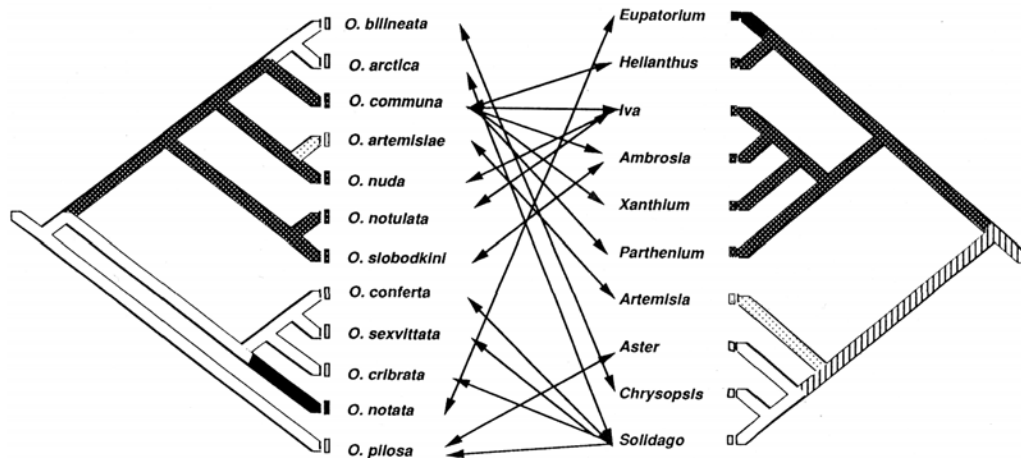 O. bilineata
O. arctica
O. communa
O. artemisiae
O. nuda
O. notulata
O. slobodkini
O. conferta
O. sexvittata
O. cribrata
O. notata
O. pilosa
Eupatorium
Helianthus
Iva
Ambrosia
Xanthium
Parthenium
Artemisia
Aster
Chrysopsis
Solidago